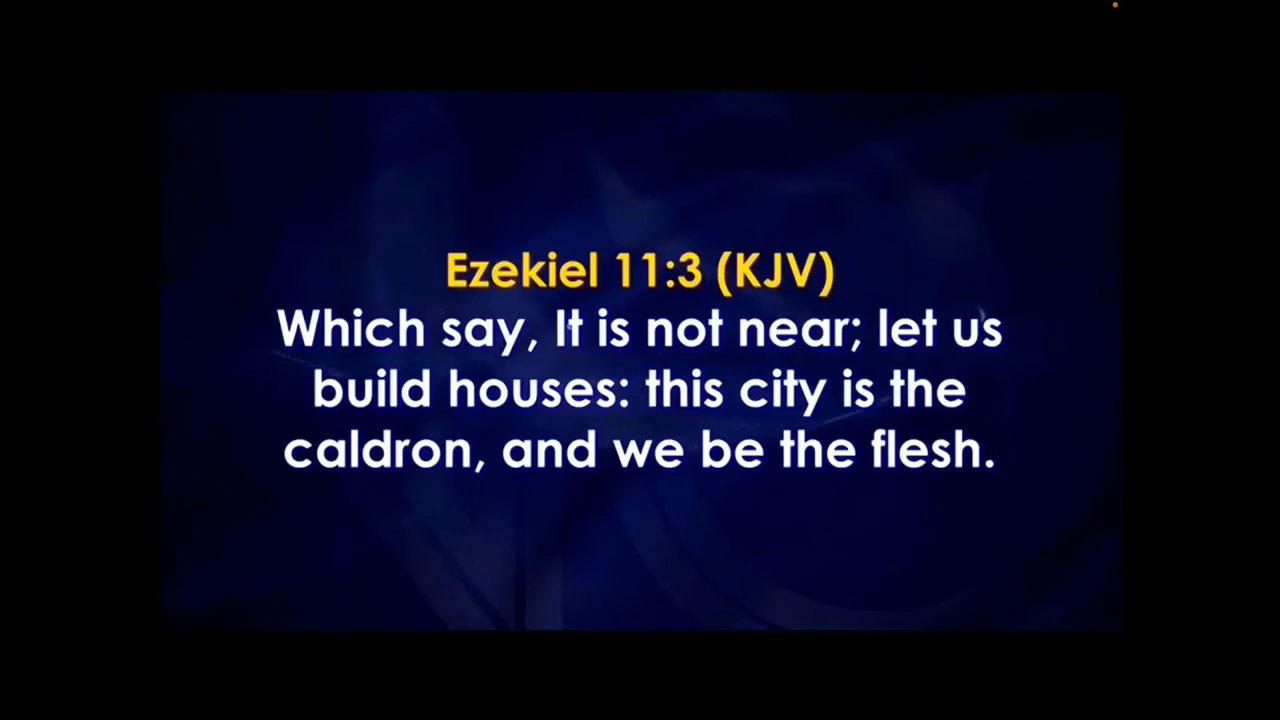 Ezekiel 11:3 (KJV)
Which say, It is not near; let us
build houses: this city is the
caldron, and we be the flesh.